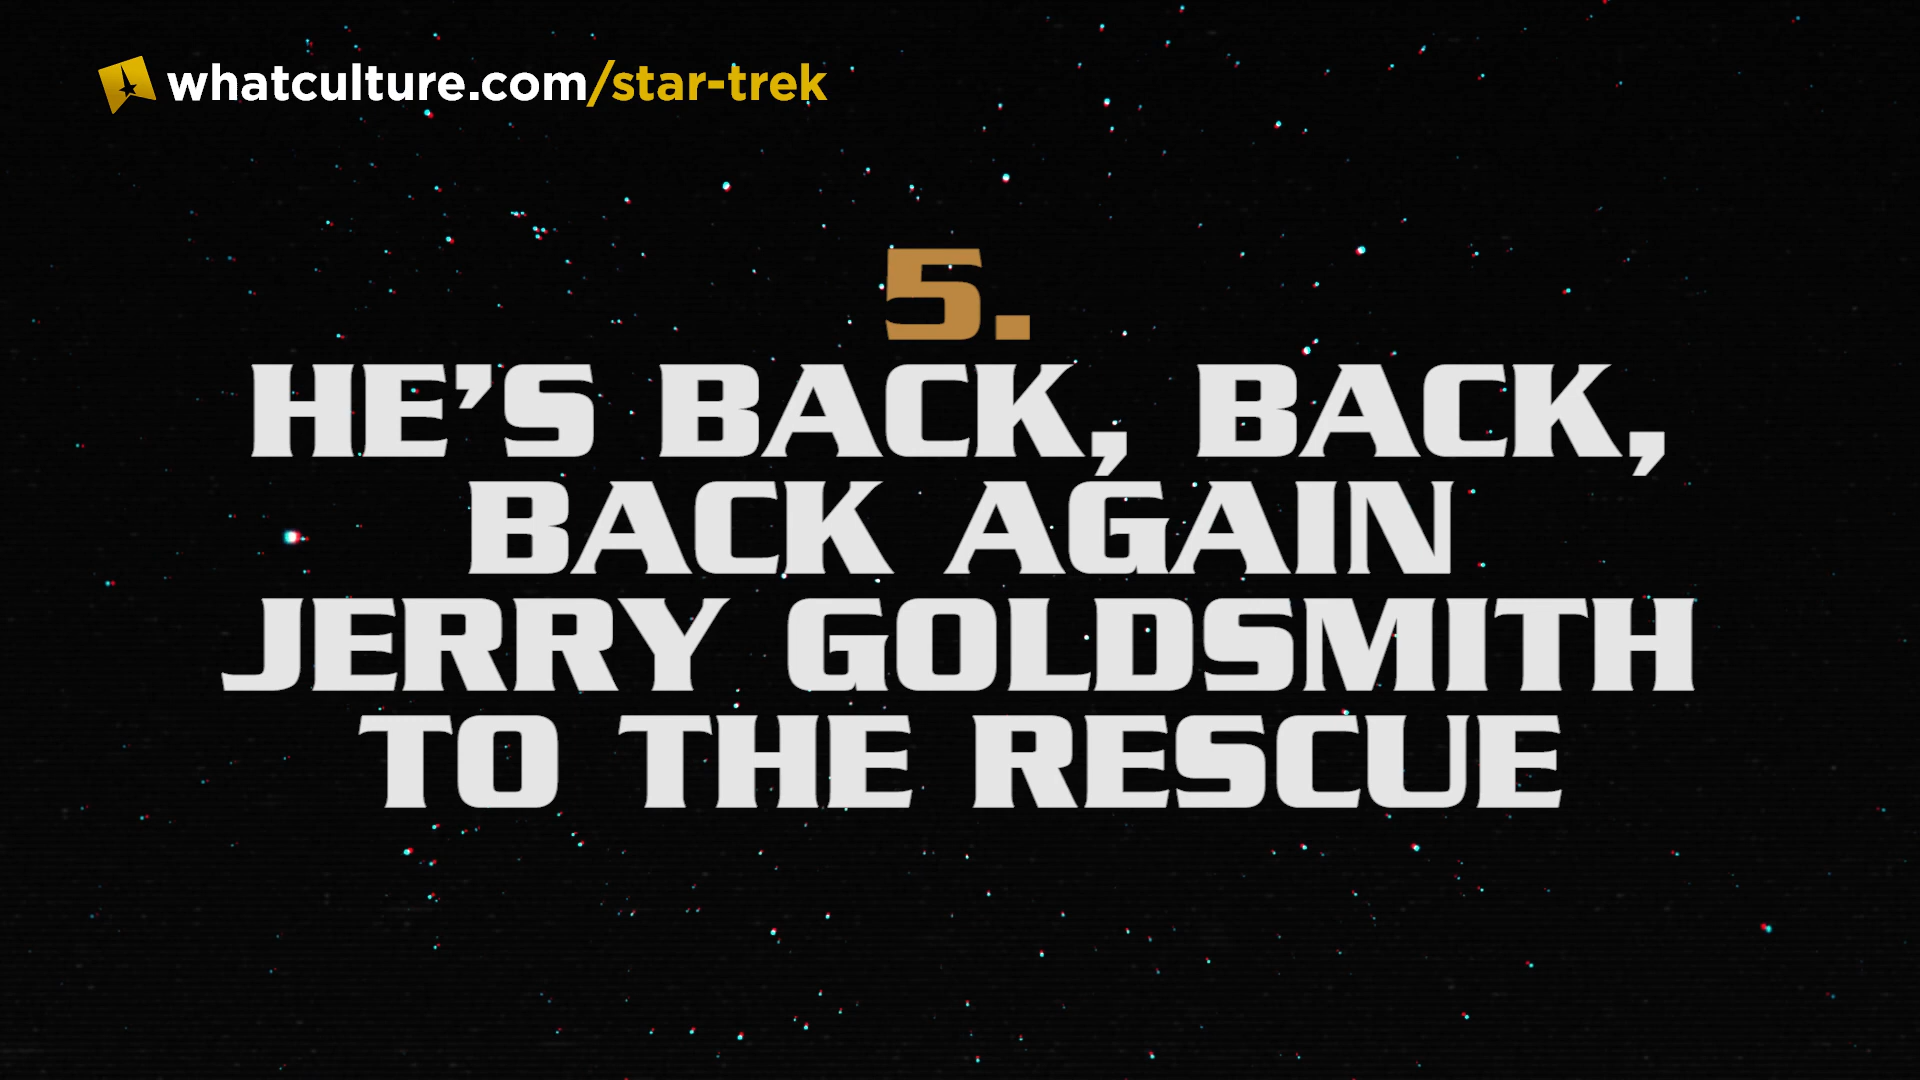 whatculture.com/star-trek
5.
HE’S BACK, BACK,
BACK AGAIN
JERRY GOLDSMITH
TO THE RESCUE